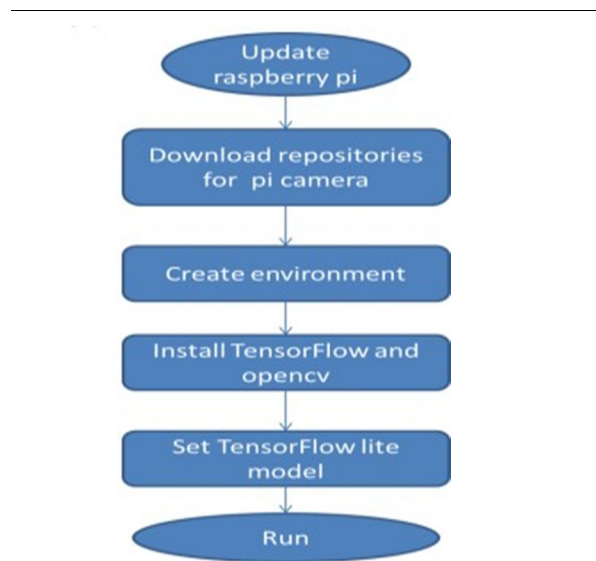 Update
raspberry pi
Download repositories
for pi camera
Create environment
Install TensorFlow and
opencv
Set TensorFlow lite
model
Run